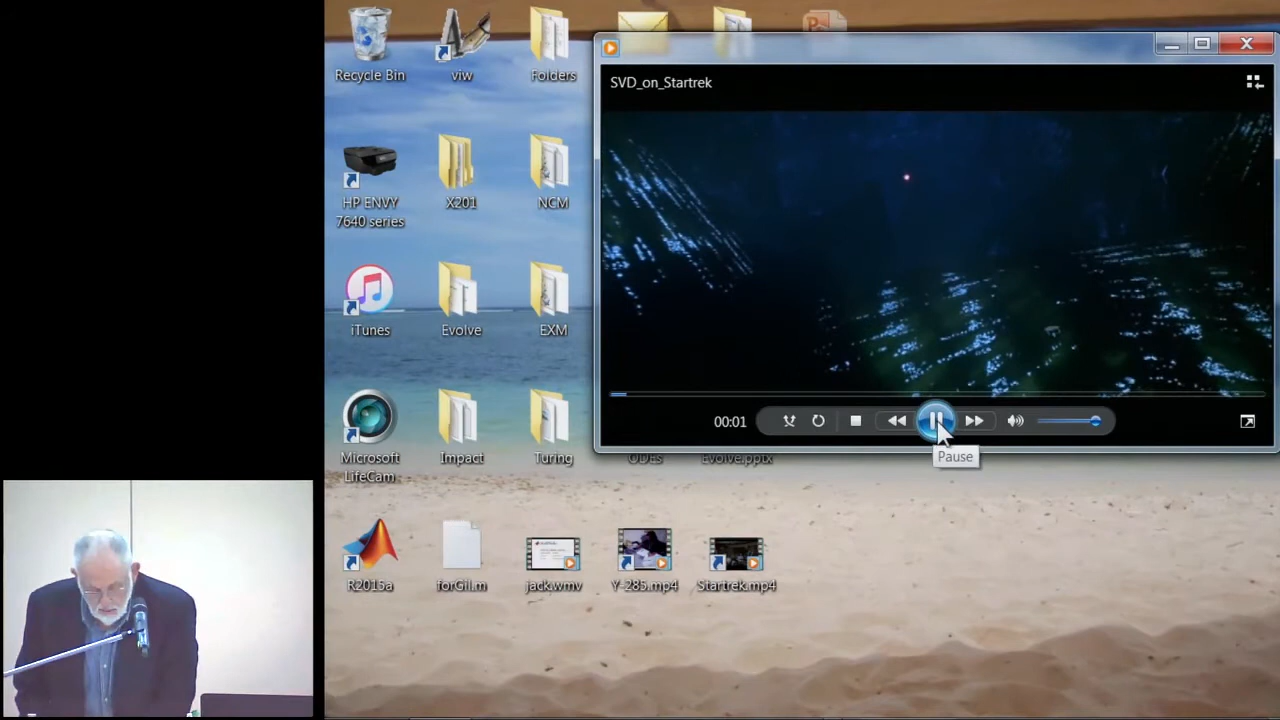 Recycle Bin
viw
Folders
SVD_on_Startrek
HP ENVY
7640 series
X201
NCM
iTunes
Evolve
EXM
00:01
Pause
Microsoft
LifeCam
Impact
Turing
ODEs
Evolve.pptx
R2015a
forGil.m
jack.wmv
Y-285.mp4
Startrek.mp4